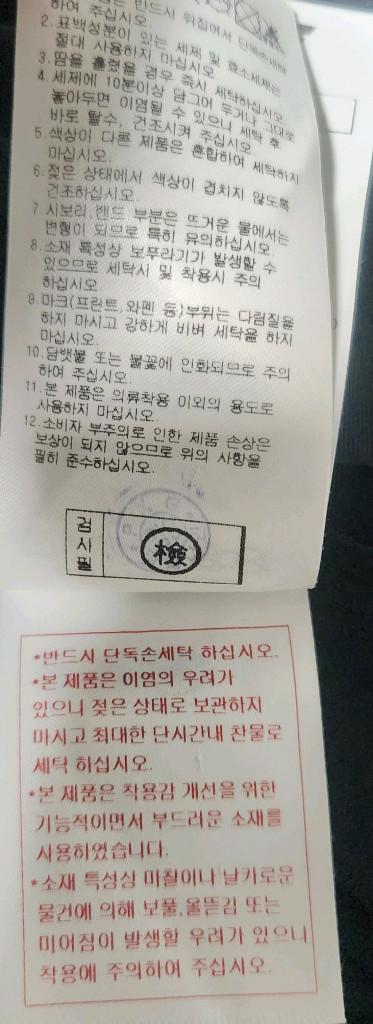 반드시 뒤집어서 단독손세탁
하여 주십시오.
2.표백성분이 있는 세제 및 효소세제는
절대 사용하지 마십시오.
3.땀을 흘렸을 경우 즉시 세탁하십시오.
4.세제에 10분이상 담그어 두거나 그대로
놓아두면 이염될 수 있으니 세탁 후
바로 탈수, 건조시켜 주십시오.
5.색상이 다른 제품은 혼합하여 세탁하지
마십시오.
6.젖은 상태에서 색상이 겹치지 않도록
건조하십시오.
7.시보리.밴드 부분은 뜨거운 물에서는
변형이 되므로 특히 유의하십시오.
8.소재 특성상 보푸라기가 발생할 수
있으므로 세탁시 및 착용시 주의
하십시오.
9.마크(프린트,와펜 등)부위는 다림질을
하지 마시고 강하게 비벼 세탁을 하지
마십시오.
10.담뱃불 또는 불꽃에 인화되므로 주의
하여 주십시오.
11.본 제품은 의류착용 이외의 용도로
사용하지 마십시오.
12.소비자 부주의로 인한 제품 손상은
보상이 되지 않으므로 위의 사항을
필히 준수하십시오.
검사필
檢
*반드시 단독손세탁 하십시오.
*본 제품은 이염의 우려가
있으니 젖은 상태로 보관하지
마시고 최대한 단시간내 찬물로
세탁 하십시오.
*본 제품은 착용감 개선을 위한
기능적이면서 부드러운 소재를
사용하였습니다.
*소재 특성상 마찰이나 날카로운
물건에 의해 보풀,올뜯김 또는
미어짐이 발생할 우려가 있으니
착용에 주의하여 주십시오.